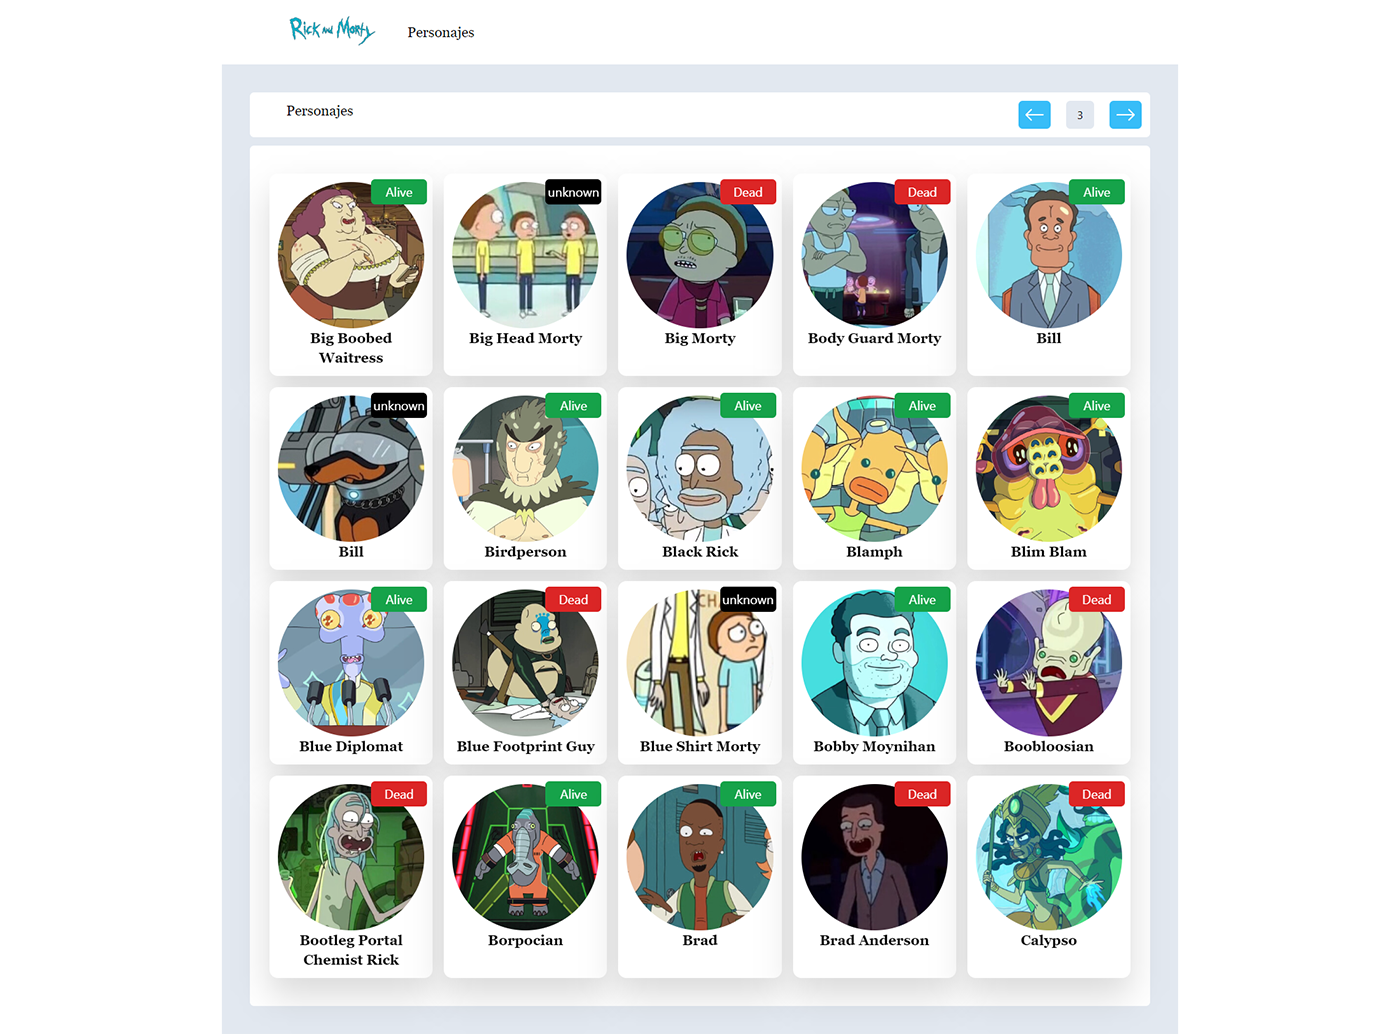 Rick and Morty
Personajes
Personajes
3
Alive
Big Boobed
Waitress
unknown
Big Head Morty
Dead
Big Morty
Dead
Body Guard Morty
Alive
Bill
unknown
Bill
Alive
Birdperson
Alive
Black Rick
Alive
Blamph
Alive
Blim Blam
Alive
Blue Diplomat
Dead
Blue Footprint Guy
CH
unknown
Blue Shirt Morty
Alive
Bobby Moynihan
Dead
Boobloosian
Dead
Bootleg Portal
Chemist Rick
Alive
Borpocian
Alive
Brad
Dead
Brad Anderson
Dead
Calypso